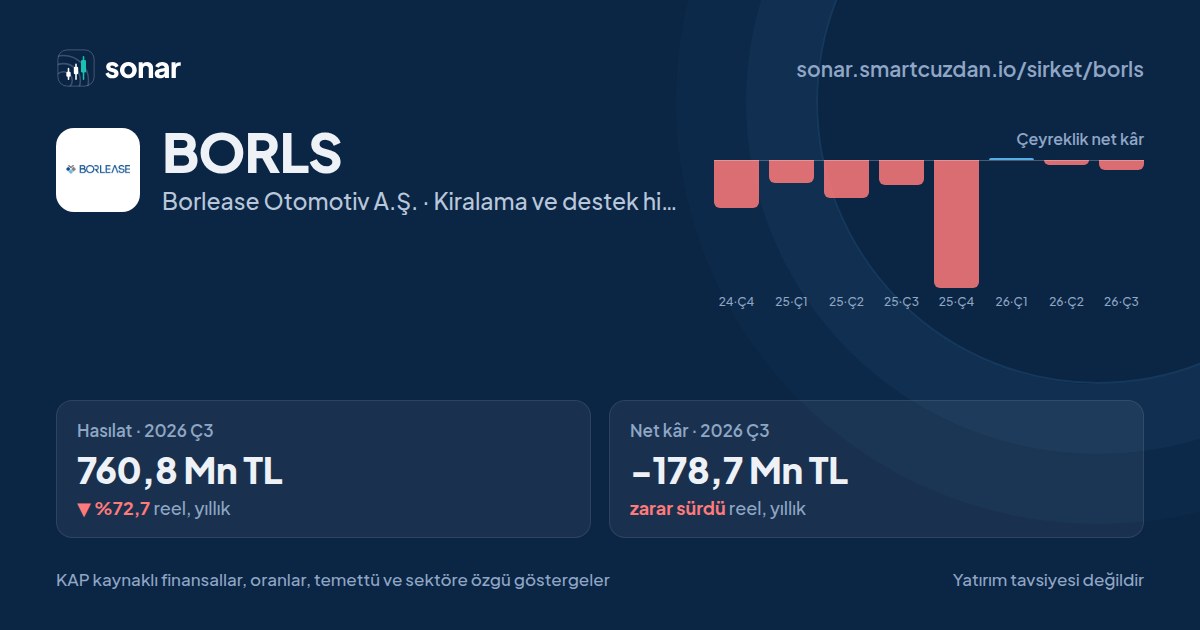 sonar
sonar.smartcuzdan.io/sirket/borls
BORLEASE
BORLS
Borlease Otomotiv A.Ş. · Kiralama ve destek hi...
Çeyreklik net kâr
24·Ç4 25·Ç1 25·Ç2 25·Ç3 25·Ç4 26·Ç1 26·Ç2 26·Ç3
Hasılat · 2026 Ç3
760,8 Mn TL
▼ %72,7 reel, yıllık
Net kâr · 2026 Ç3
−178,7 Mn TL
zarar sürdü reel, yıllık
KAP kaynaklı finansallar, oranlar, temettü ve sektöre özgü göstergeler
Yatırım tavsiyesi değildir